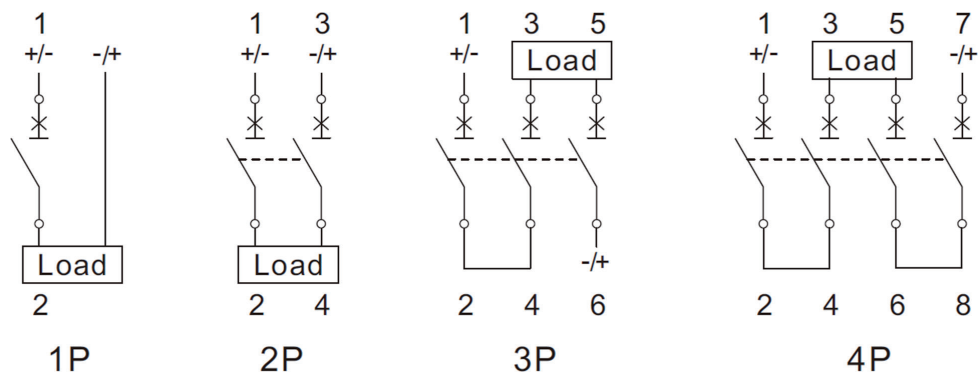 1 1 3 1 3 5 1 3 5 7
+/- -/+ +/- -/+ +/- Load +/- Load -/+
Load Load -/+
2 2 4 2 4 6 2 4 6 8
1P 2P 3P 4P